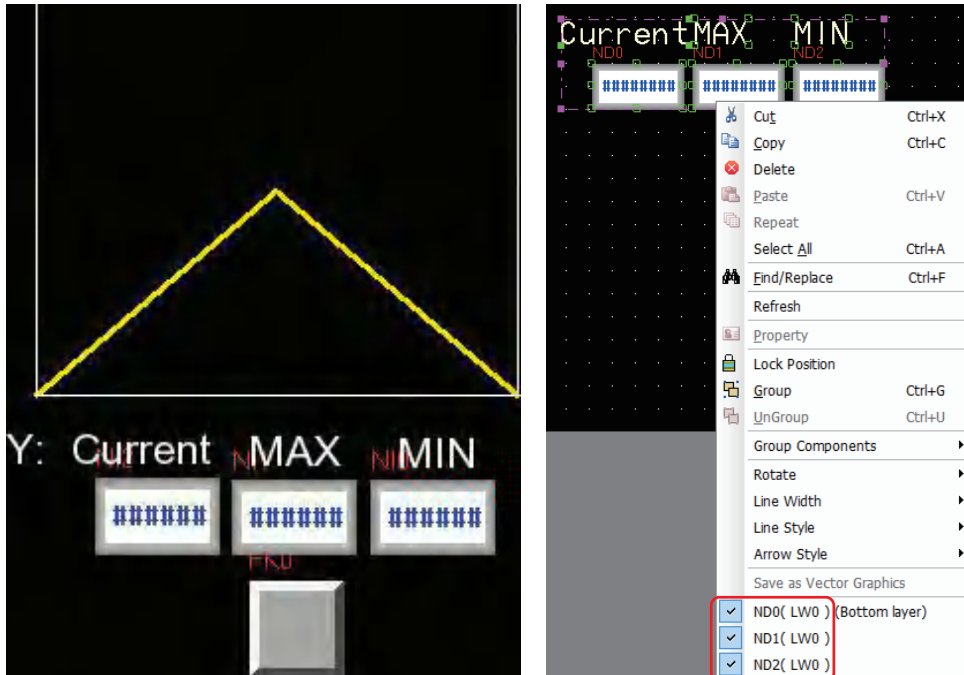 Y: Current MAX MIN
###### ###### ######
Current MAX MIN
ND0 ND1 ND2
######## ######## ########
Cut Ctrl+X
Copy Ctrl+C
Delete
Paste Ctrl+V
Repeat
Select All Ctrl+A
Find/Replace Ctrl+F
Refresh
Property
Lock Position
Group Ctrl+G
UnGroup Ctrl+U
Group Components
Rotate
Line Width
Line Style
Arrow Style
Save as Vector Graphics
ND0( LW0 ) (Bottom layer)
ND1( LW0 )
ND2( LW0 )